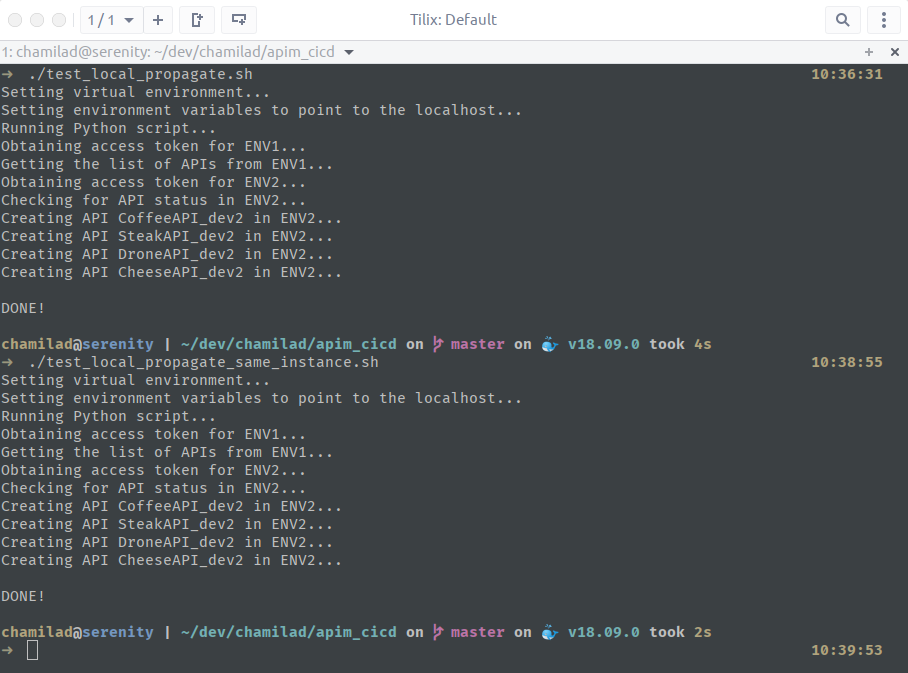 1 / 1
Tilix: Default
1: chamilad@serenity: ~/dev/chamilad/apim_cicd
➜ ./test_local_propagate.sh 10:36:31
Setting virtual environment...
Setting environment variables to point to the localhost...
Running Python script...
Obtaining access token for ENV1...
Getting the list of APIs from ENV1...
Obtaining access token for ENV2...
Checking for API status in ENV2...
Creating API CoffeeAPI_dev2 in ENV2...
Creating API SteakAPI_dev2 in ENV2...
Creating API DroneAPI_dev2 in ENV2...
Creating API CheeseAPI_dev2 in ENV2...
DONE!
chamilad@serenity | ~/dev/chamilad/apim_cicd on master on 🐳 v18.09.0 took 4s
➜ ./test_local_propagate_same_instance.sh 10:38:55
Setting virtual environment...
Setting environment variables to point to the localhost...
Running Python script...
Obtaining access token for ENV1...
Getting the list of APIs from ENV1...
Obtaining access token for ENV2...
Checking for API status in ENV2...
Creating API CoffeeAPI_dev2 in ENV2...
Creating API SteakAPI_dev2 in ENV2...
Creating API DroneAPI_dev2 in ENV2...
Creating API CheeseAPI_dev2 in ENV2...
DONE!
chamilad@serenity | ~/dev/chamilad/apim_cicd on master on 🐳 v18.09.0 took 2s
➜ 10:39:53